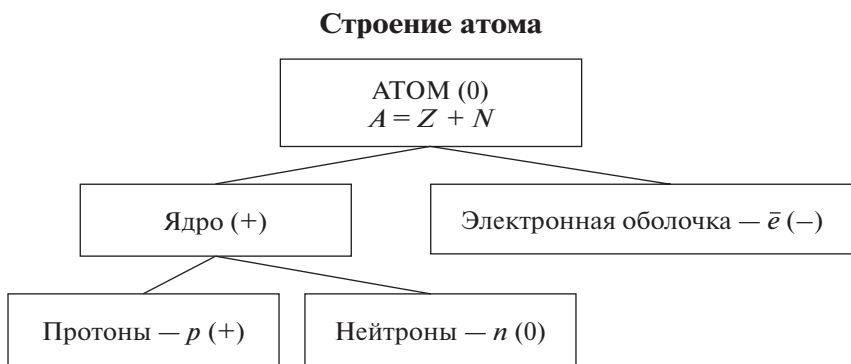 Строение атома
АТОМ (0)
A = Z + N
Ядро (+)
Электронная оболочка — ē (–)
Протоны — p (+)
Нейтроны — n (0)